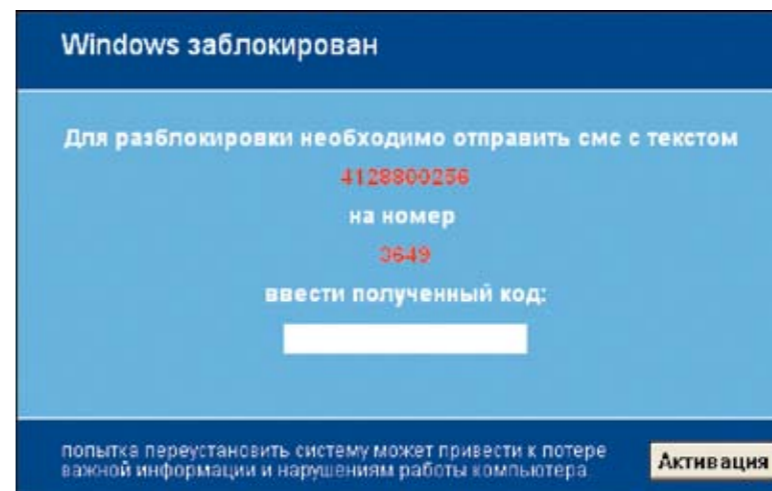 Windows заблокирован
Для разблокировки необходимо отправить смс с текстом
4128800256
на номер
3649
ввести полученный код:
попытка переустановить систему может привести к потере
важной информации и нарушениям работы компьютера
Активация